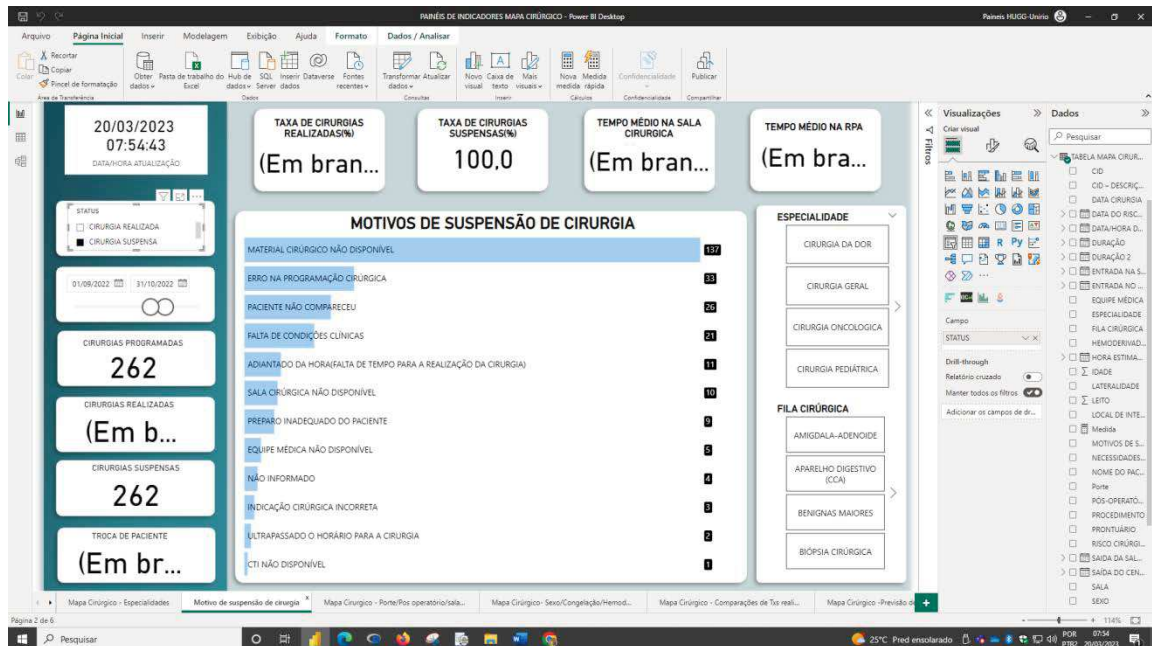 PAINÉIS DE INDICADORES MAPA CIRÚRGICO - Power BI Desktop
Paineis HUGG-Unirio
Arquivo Página Inicial Inserir Modelagem Exibição Ajuda Formato Dados / Analisar
Recortar
Copiar
Pincel de formatação
Colar
Obter dados
Pasta de trabalho do Excel
Hub de dados
SQL Server
Inserir dados
Dataverse
Fontes recentes
Transformar dados
Atualizar
Novo visual
Caixa de texto
Mais visuais
Nova medida
Medida rápida
Confidencialidade
Publicar
Área de Transferência
Dados
Consultas
Inserir
Cálculos
Confidencialidade
Compartilhar
20/03/2023
07:54:43
DATA/HORA ATUALIZAÇÃO
STATUS
CIRURGIA REALIZADA
CIRURGIA SUSPENSA
01/09/2022 31/10/2022
CIRURGIAS PROGRAMADAS
262
CIRURGIAS REALIZADAS
(Em b...
CIRURGIAS SUSPENSAS
262
TROCA DE PACIENTE
(Em br...
TAXA DE CIRURGIAS
REALIZADAS(%)
(Em bran...
TAXA DE CIRURGIAS
SUSPENSAS(%)
100,0
TEMPO MÉDIO NA SALA
CIRURGICA
(Em bran...
TEMPO MÉDIO NA RPA
(Em bra...
MOTIVOS DE SUSPENSÃO DE CIRURGIA
MATERIAL CIRÚRGICO NÃO DISPONÍVEL 137
ERRO NA PROGRAMAÇÃO CIRÚRGICA 33
PACIENTE NÃO COMPARECEU 26
FALTA DE CONDIÇÕES CLÍNICAS 21
ADIANTADO DA HORA(FALTA DE TEMPO PARA A REALIZAÇÃO DA CIRURGIA) 11
SALA CIRÚRGICA NÃO DISPONÍVEL 10
PREPARO INADEQUADO DO PACIENTE 9
EQUIPE MÉDICA NÃO DISPONÍVEL 5
NÃO INFORMADO 4
INDICAÇÃO CIRÚRGICA INCORRETA 3
ULTRAPASSADO O HORÁRIO PARA A CIRURGIA 2
CTI NÃO DISPONÍVEL 1
ESPECIALIDADE
CIRURGIA DA DOR
CIRURGIA GERAL
CIRURGIA ONCOLOGICA
CIRURGIA PEDIÁTRICA
FILA CIRÚRGICA
AMIGDALA-ADENOIDE
APARELHO DIGESTIVO
(CCA)
BENIGNAS MAIORES
BIÓPSIA CIRÚRGICA
Filtros
Visualizações
Criar visual
R Py
Campo
STATUS
Drill-through
Relatório cruzado
Manter todos os filtros
Adicionar os campos de dr...
Dados
Pesquisar
TABELA MAPA CIRUR...
CID
CID – DESCRIÇ...
DATA CIRURGIA
DATA DO RISC...
DATA/HORA D...
DURAÇÃO
DURAÇÃO 2
ENTRADA NA S...
ENTRADA NO ...
EQUIPE MÉDICA
ESPECIALIDADE
FILA CIRÚRGICA
HEMODERIVAD...
HORA ESTIMA...
IDADE
LATERALIDADE
LEITO
LOCAL DE INTE...
Medida
MOTIVOS DE S...
NECESSIDADES...
NOME DO PAC...
Porte
PÓS-OPERATÓ...
PROCEDIMENTO
PRONTUÁRIO
RISCO CIRÚRGI...
SAIDA DA SAL...
SAÍDA DO CEN...
SALA
SEXO
Mapa Cirúrgico - Especialidades
Motivo de suspensão de cirurgia
Mapa Cirurgico - Porte/Pos operatório/sala...
Mapa Cirúrgico- Sexo/Congelação/Hemod...
Mapa Cirurgico - Comparações de Txs reali...
Mapa Cirúrgico -Previsão d
Página 2 de 6
114%
Pesquisar
25°C Pred ensolarado
POR
PTB2
07:54
20/03/2023